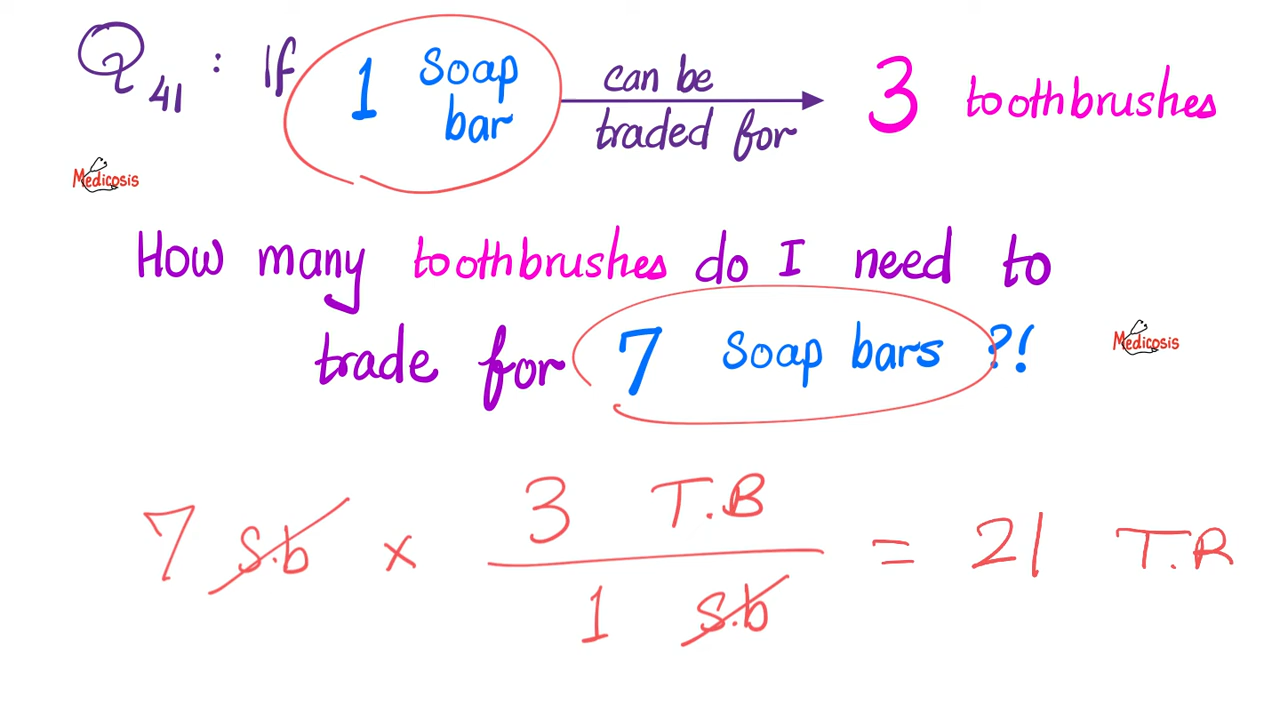 Q41 : If 1 Soap bar can be traded for 3 toothbrushes
Medicosis
How many toothbrushes do I need to
trade for 7 Soap bars ?!
Medicosis
7 s.b × 3 T.B / 1 s.b = 21 T.B